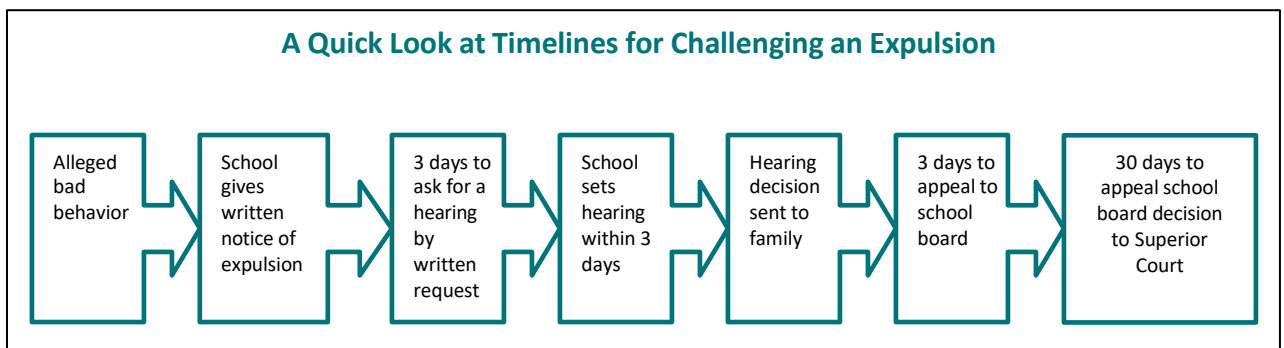 A Quick Look at Timelines for Challenging an Expulsion
Alleged
bad
behavior
School
gives
written
notice of
expulsion
3 days to
ask for a
hearing
by
written
request
School
sets
hearing
within 3
days
Hearing
decision
sent to
family
3 days to
appeal to
school
board
30 days to
appeal school
board decision
to Superior
Court